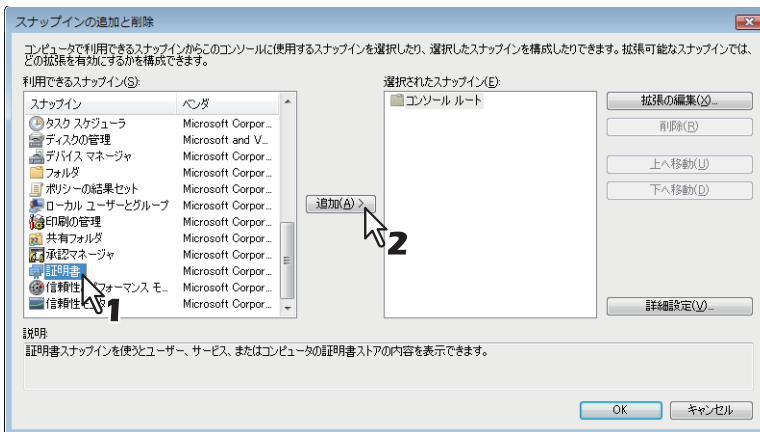 スナップインの追加と削除
コンピュータで利用できるスナップインからこのコンソールに使用するスナップインを選択したり、選択したスナップインを構成したりできます。拡張可能なスナップインでは、
どの拡張を有効にするかを構成できます。
利用できるスナップイン(S):
スナップイン ベンダ
タスク スケジューラ Microsoft Corpor...
ディスクの管理 Microsoft and V...
デバイス マネージャ Microsoft Corpor...
フォルダ Microsoft Corpor...
ポリシーの結果セット Microsoft Corpor...
ローカル ユーザーとグループ Microsoft Corpor...
印刷の管理 Microsoft Corpor...
共有フォルダ Microsoft Corpor...
承認マネージャ Microsoft Corpor...
証明書 Microsoft Corpor...
信頼性 フォーマンス モ... Microsoft Corpor...
信頼性 Microsoft Corpor...
1
追加(A) >
2
選択されたスナップイン(E):
コンソール ルート
拡張の編集(X)...
削除(R)
上へ移動(U)
下へ移動(D)
詳細設定(V)...
説明:
証明書スナップインを使うとユーザー、サービス、またはコンピュータの証明書ストアの内容を表示できます。
OK キャンセル